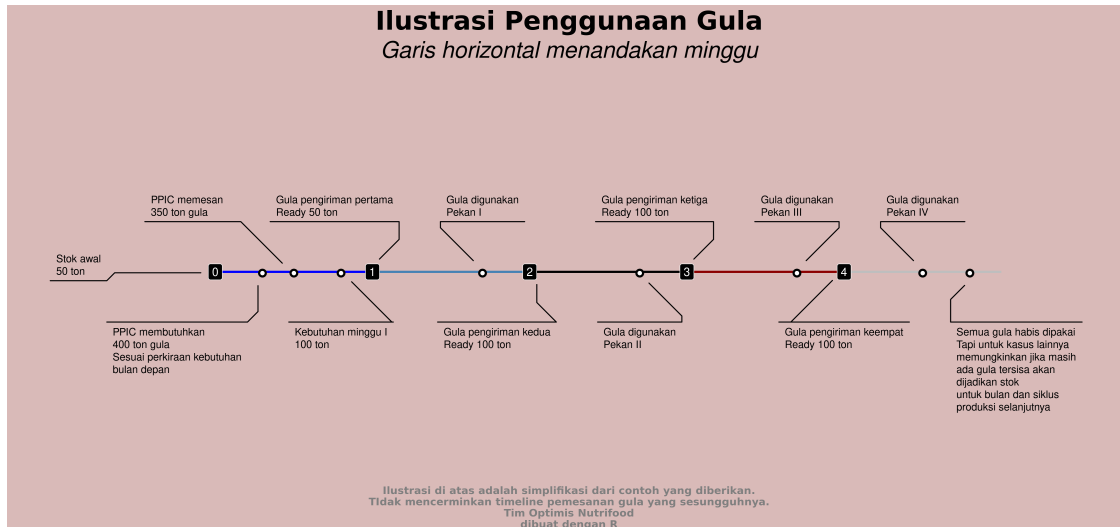 Ilustrasi Penggunaan Gula
Garis horizontal menandakan minggu
PPIC memesan
350 ton gula
Gula pengiriman pertama
Ready 50 ton
Gula digunakan
Pekan I
Gula pengiriman ketiga
Ready 100 ton
Gula digunakan
Pekan III
Gula digunakan
Pekan IV
Stok awal
50 ton
0
1
2
3
4
PPIC membutuhkan
400 ton gula
Sesuai perkiraan kebutuhan
bulan depan
Kebutuhan minggu I
100 ton
Gula pengiriman kedua
Ready 100 ton
Gula digunakan
Pekan II
Gula pengiriman keempat
Ready 100 ton
Semua gula habis dipakai
Tapi untuk kasus lainnya
memungkinkan jika masih
ada gula tersisa akan
dijadikan stok
untuk bulan dan siklus
produksi selanjutnya
Ilustrasi di atas adalah simplifikasi dari contoh yang diberikan.
TIdak mencerminkan timeline pemesanan gula yang sesungguhnya.
Tim Optimis Nutrifood
dibuat dengan R